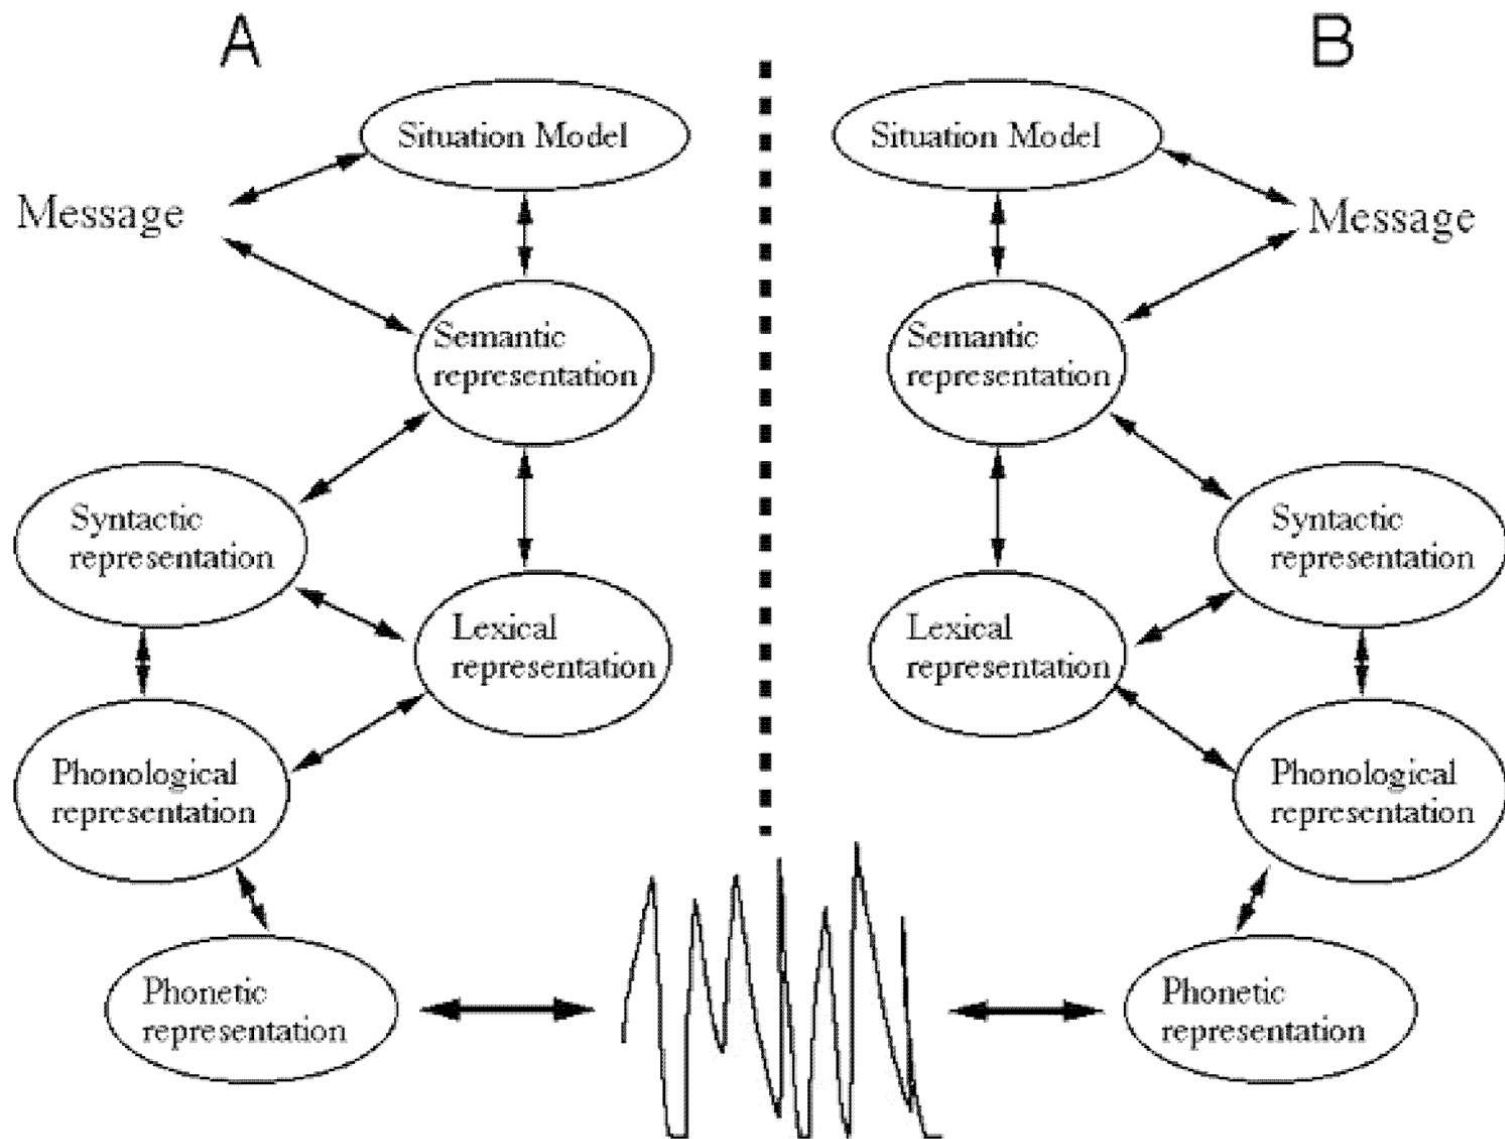 A
B
Situation Model
Situation Model
Message
Message
Semantic
representation
Semantic
representation
Syntactic
representation
Syntactic
representation
Lexical
representation
Lexical
representation
Phonological
representation
Phonological
representation
Phonetic
representation
Phonetic
representation